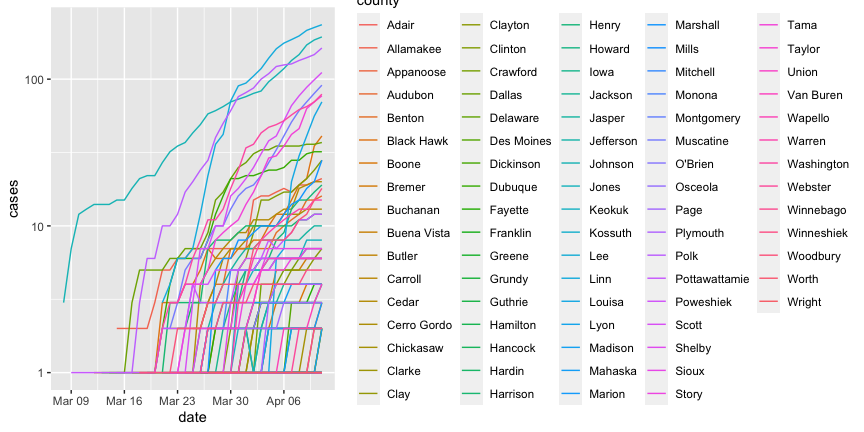 county
100
10
1
cases
Mar 09 Mar 16 Mar 23 Mar 30 Apr 06
date
Adair
Allamakee
Appanoose
Audubon
Benton
Black Hawk
Boone
Bremer
Buchanan
Buena Vista
Butler
Carroll
Cedar
Cerro Gordo
Chickasaw
Clarke
Clay
Clayton
Clinton
Crawford
Dallas
Delaware
Des Moines
Dickinson
Dubuque
Fayette
Franklin
Greene
Grundy
Guthrie
Hamilton
Hancock
Hardin
Harrison
Henry
Howard
Iowa
Jackson
Jasper
Jefferson
Johnson
Jones
Keokuk
Kossuth
Lee
Linn
Louisa
Lyon
Madison
Mahaska
Marion
Marshall
Mills
Mitchell
Monona
Montgomery
Muscatine
O'Brien
Osceola
Page
Plymouth
Polk
Pottawattamie
Poweshiek
Scott
Shelby
Sioux
Story
Tama
Taylor
Union
Van Buren
Wapello
Warren
Washington
Webster
Winnebago
Winneshiek
Woodbury
Worth
Wright